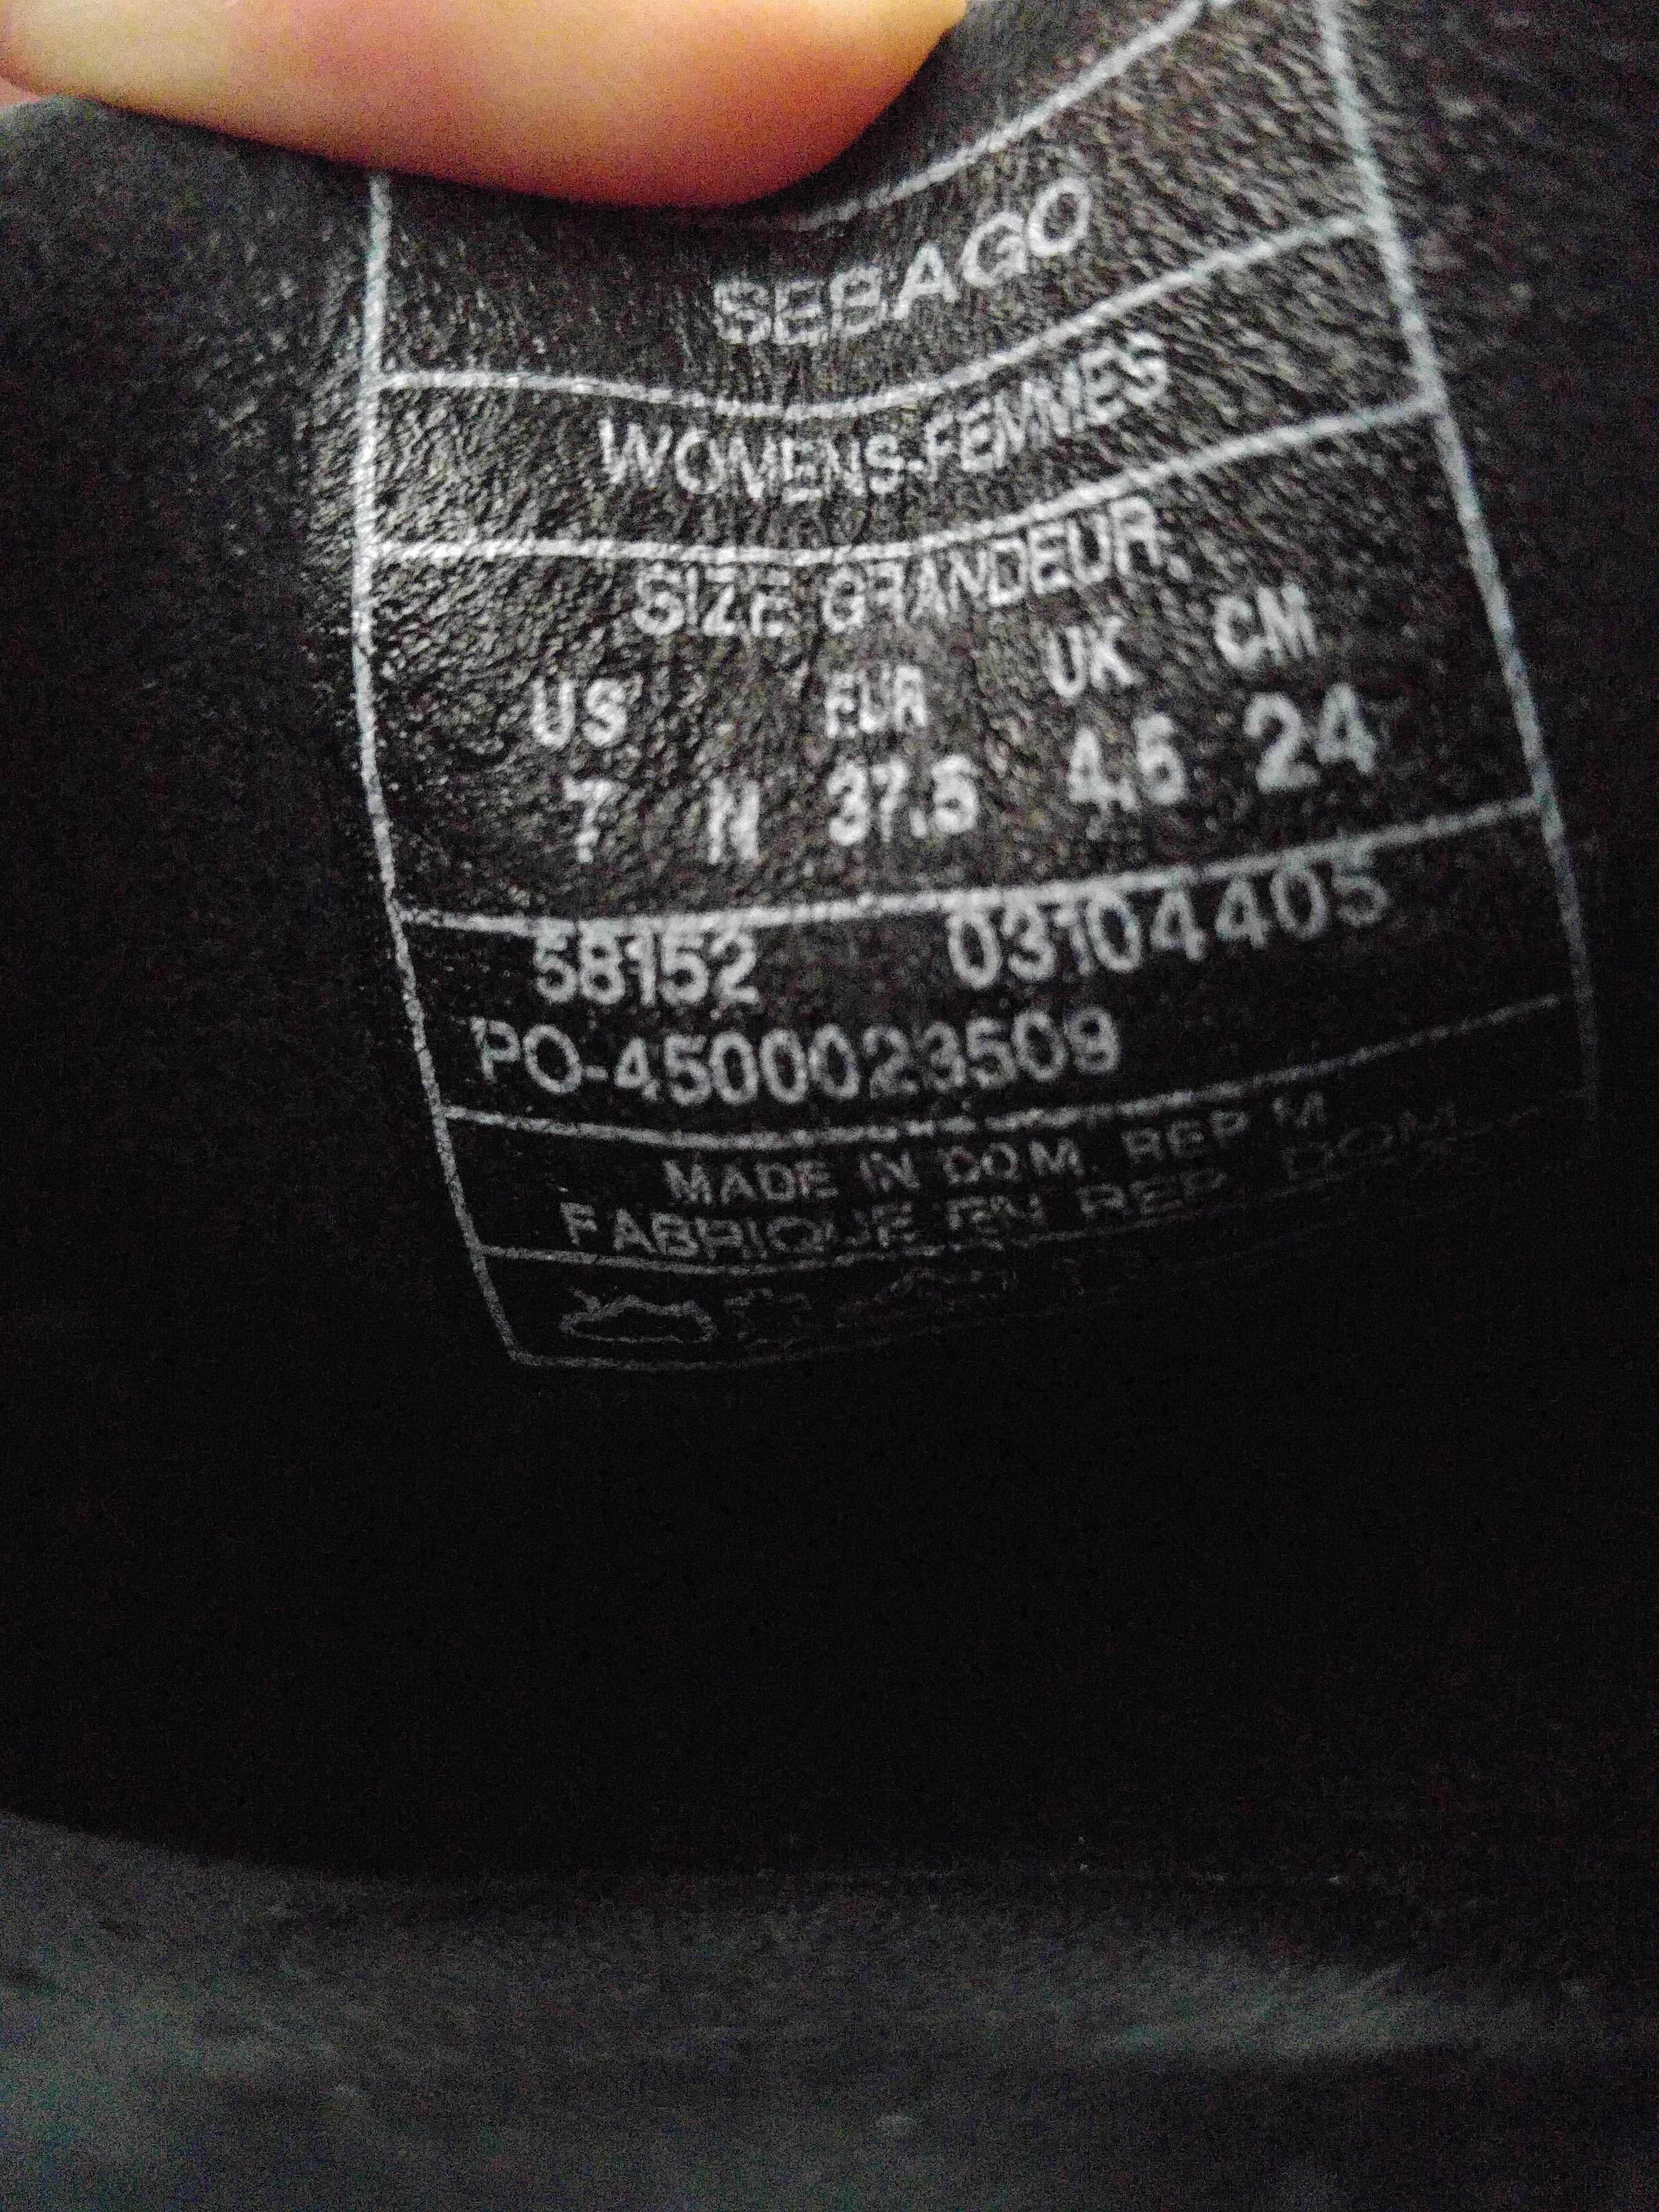 SEBAGO
WOMENS-FEMMES
SIZE GRANDEUR
US EUR UK CM
7 N 37.5 4.5 24
58152 03104405
PO-4500023509
MADE IN DOM. REP M
FABRIQUE EN REP. DOM